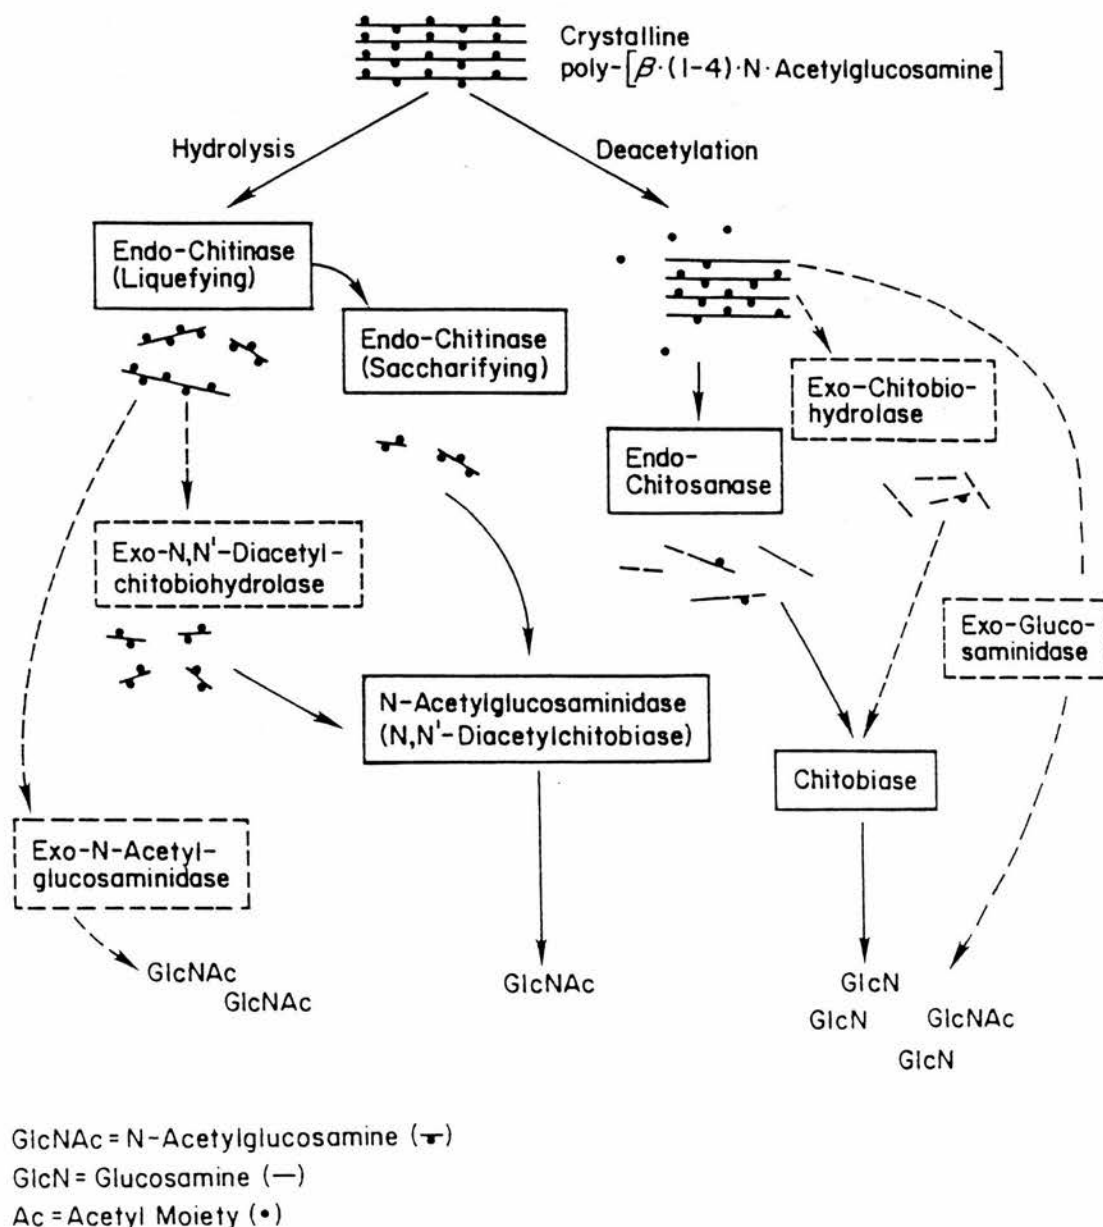 Crystalline
poly-[β·(1-4)·N·Acetylglucosamine]
Hydrolysis
Deacetylation
Endo-Chitinase
(Liquefying)
Endo-Chitinase
(Saccharifying)
Exo-Chitobio-
hydrolase
Endo-
Chitosanase
Exo-N,N'-Diacetyl-
chitobiohydrolase
Exo-Gluco-
saminidase
N-Acetylglucosaminidase
(N,N'-Diacetylchitobiase)
Chitobiase
Exo-N-Acetyl-
glucosaminidase
GlcNAc
GlcNAc
GlcNAc
GlcN
GlcN
GlcNAc
GlcN
GlcNAc = N-Acetylglucosamine ( )
GlcN = Glucosamine (—)
Ac = Acetyl Moiety (•)